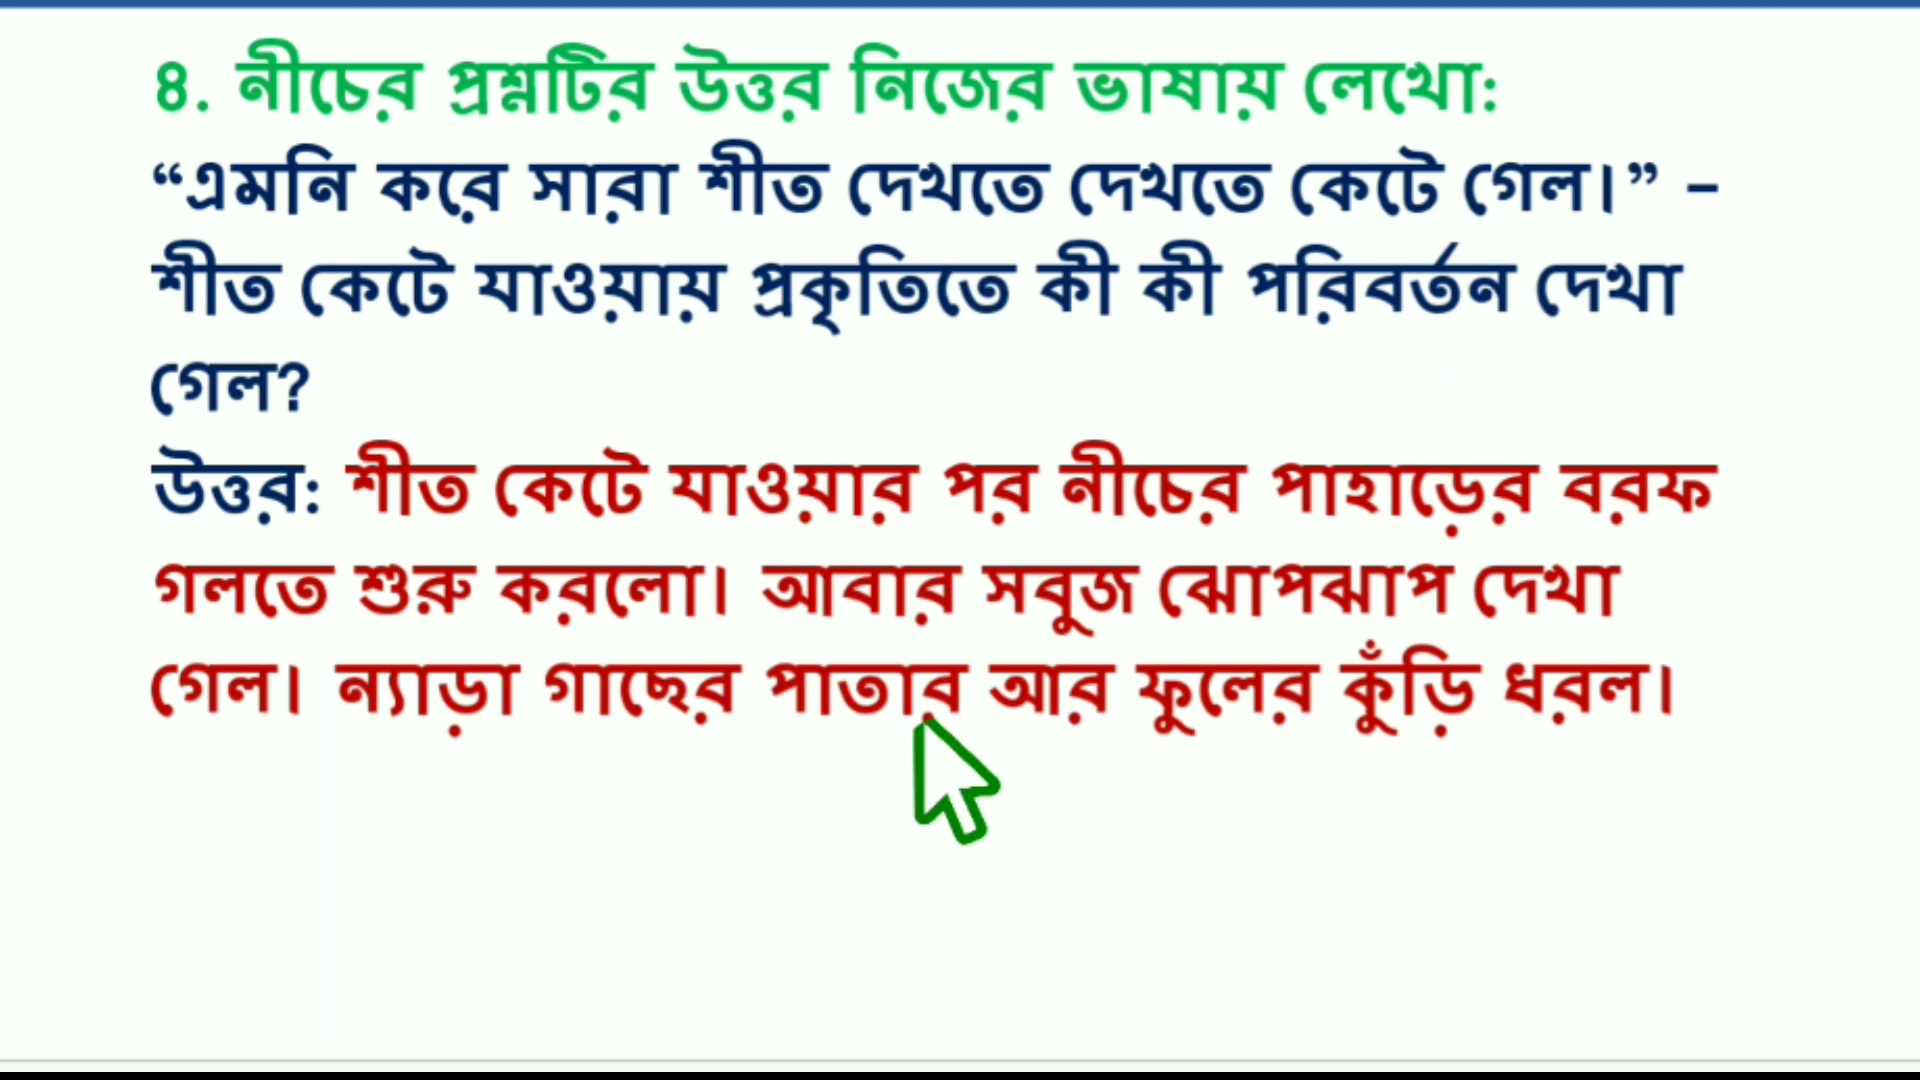 ৪. নীচের প্রশ্নটির উত্তর নিজের ভাষায় লেখো:
“এমনি করে সারা শীত দেখতে দেখতে কেটে গেল।” –
শীত কেটে যাওয়ায় প্রকৃতিতে কী কী পরিবর্তন দেখা
গেল?
উত্তর: শীত কেটে যাওয়ার পর নীচের পাহাড়ের বরফ
গলতে শুরু করলো। আবার সবুজ ঝোপঝাপ দেখা
গেল। ন্যাড়া গাছের পাতার আর ফুলের কুঁড়ি ধরল।